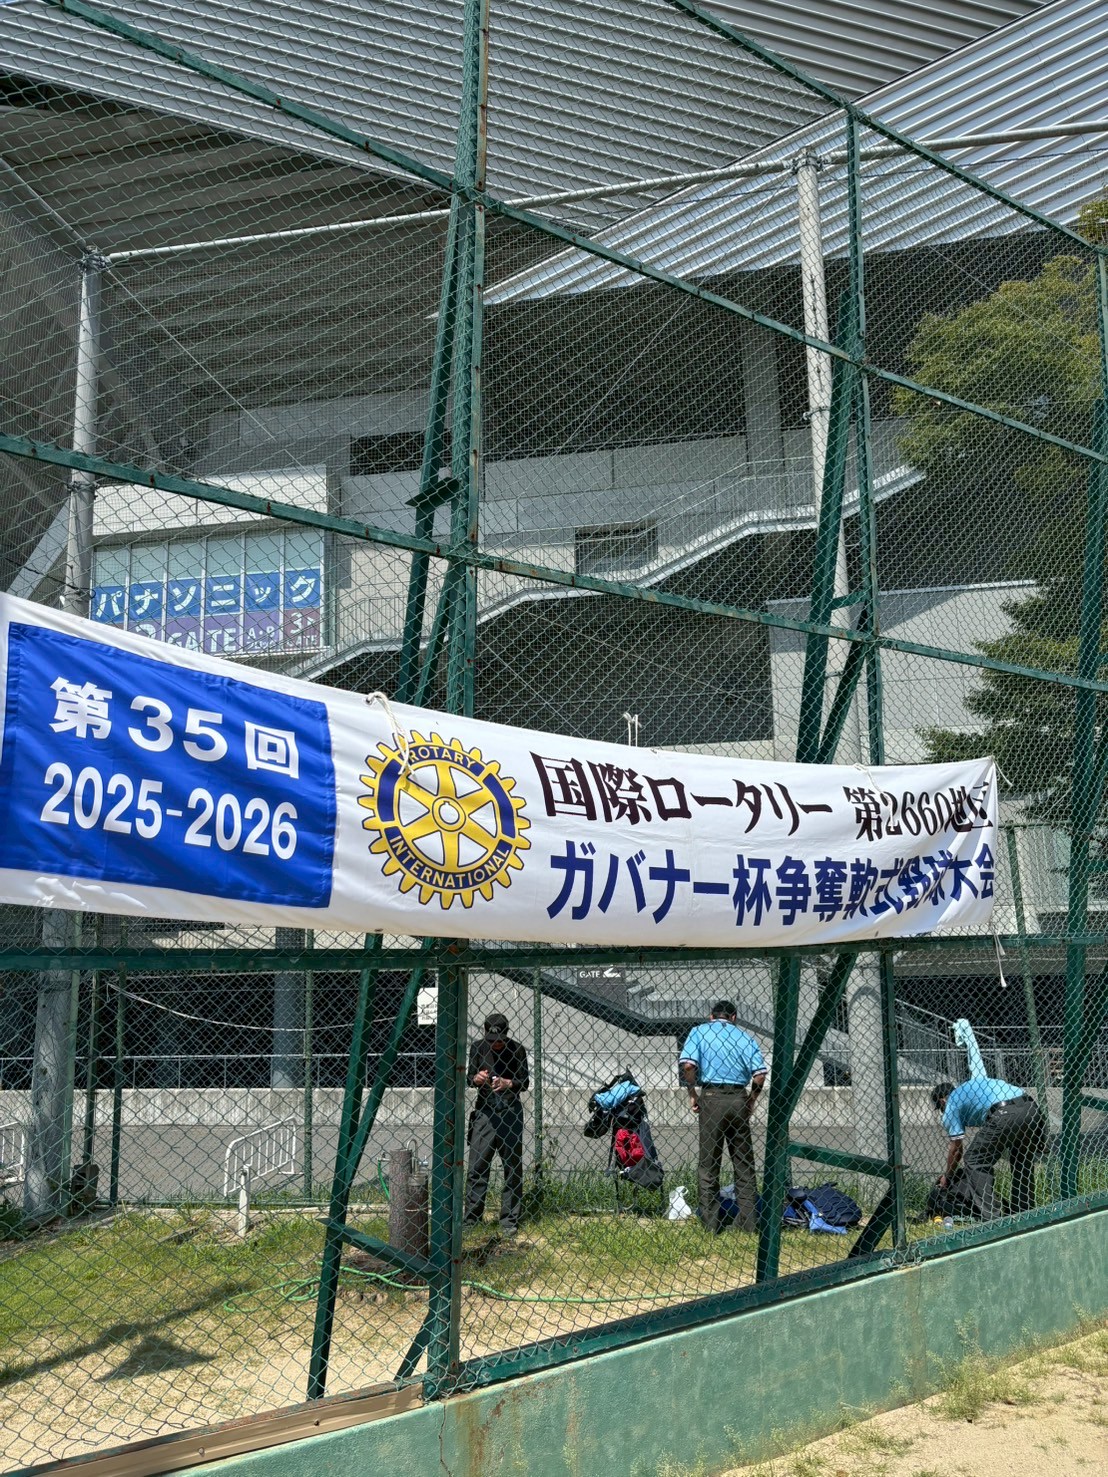 パナソニック
GATE
第35回
2025-2026
ROTARY
INTERNATIONAL
国際ロータリー 第2660地区
ガバナー杯争奪軟式野球大会
GATE